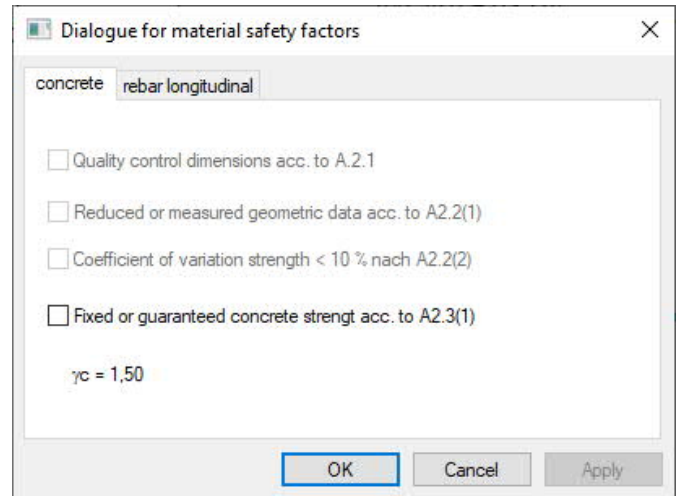 Dialogue for material safety factors
concrete rebar longitudinal
Quality control dimensions acc. to A.2.1
Reduced or measured geometric data acc. to A2.2(1)
Coefficient of variation strength < 10 % nach A2.2(2)
Fixed or guaranteed concrete strengt acc. to A2.3(1)
γc = 1,50
OK Cancel Apply